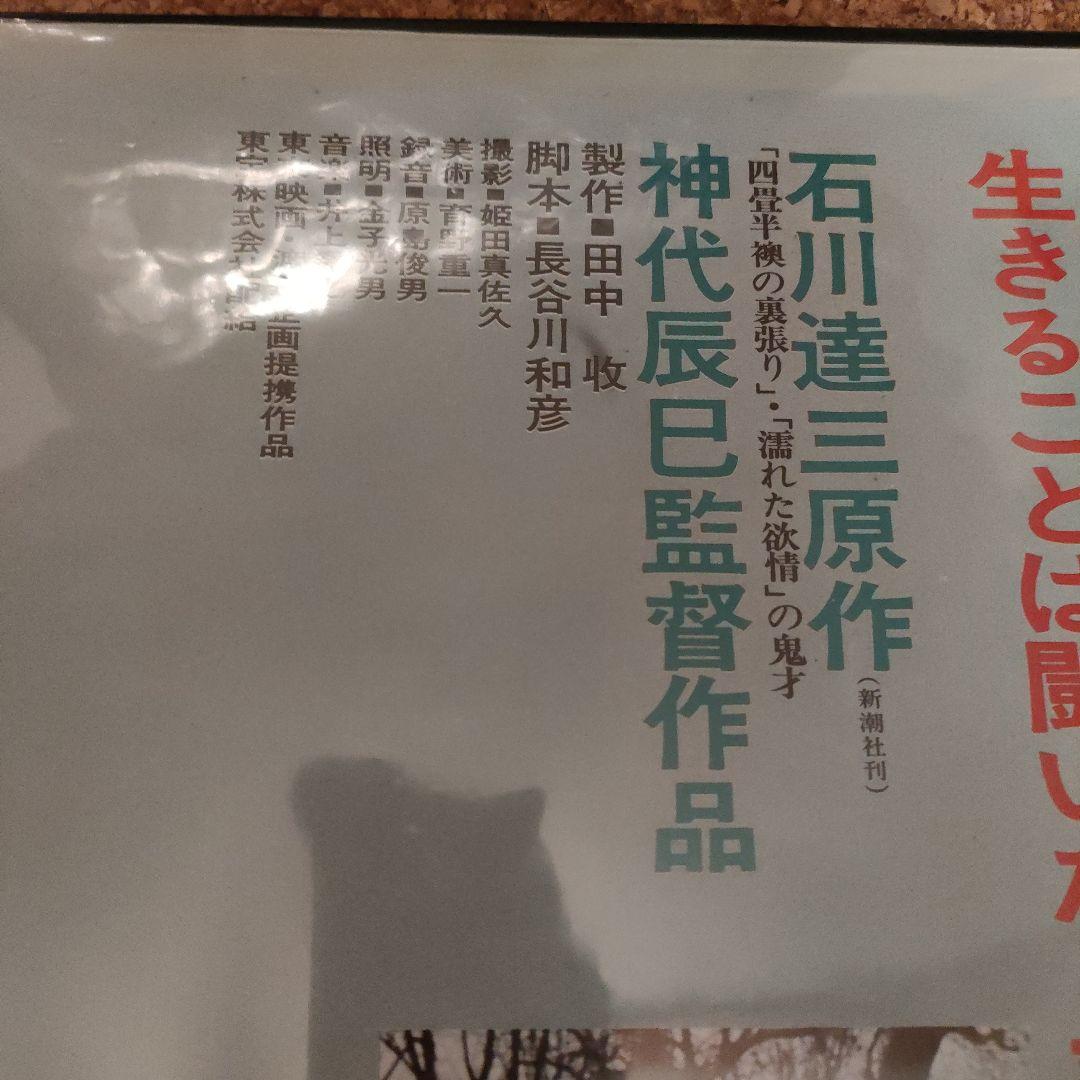 生きることは闘いだ
石川達三原作(新潮社刊)
「四畳半襖の裏張り」・「濡れた欲情」の鬼才
神代辰巳監督作品
製作■田中 收
脚本■長谷川和彦
撮影■姫田真佐久
美術■育野重一
録音■原島俊男
照明■金子光男
音楽■井上
東 映画・ 企画提携作品
東宝株式会社配給